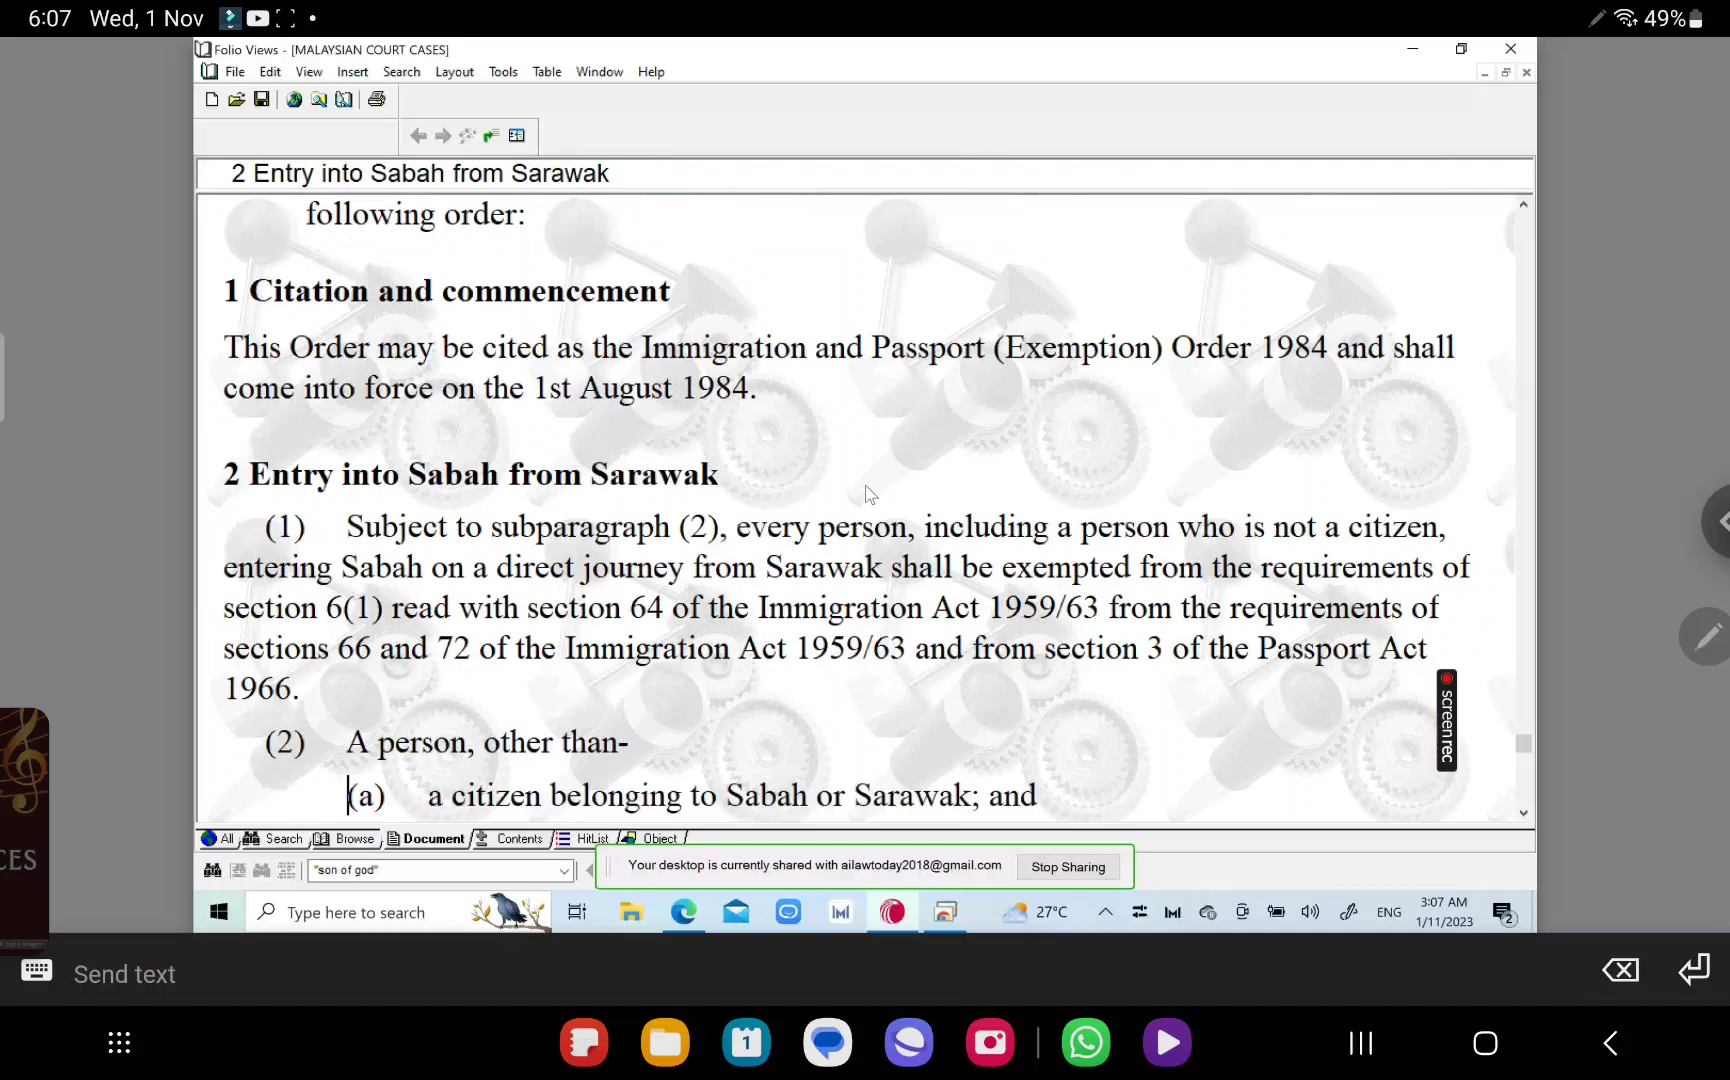 6:07 Wed, 1 Nov
49%
Folio Views - [MALAYSIAN COURT CASES]
File Edit View Insert Search Layout Tools Table Window Help
2 Entry into Sabah from Sarawak
following order:
1 Citation and commencement
This Order may be cited as the Immigration and Passport (Exemption) Order 1984 and shall
come into force on the 1st August 1984.
2 Entry into Sabah from Sarawak
(1) Subject to subparagraph (2), every person, including a person who is not a citizen,
entering Sabah on a direct journey from Sarawak shall be exempted from the requirements of
section 6(1) read with section 64 of the Immigration Act 1959/63 from the requirements of
sections 66 and 72 of the Immigration Act 1959/63 and from section 3 of the Passport Act
1966.
screen rec
(2) A person, other than-
(a) a citizen belonging to Sabah or Sarawak; and
All Search Browse Document Contents HitList Object
CES
"son of god"
Your desktop is currently shared with ailawtoday2018@gmail.com Stop Sharing
Type here to search
27°C
ENG
3:07 AM
1/11/2023
2
Send text
1